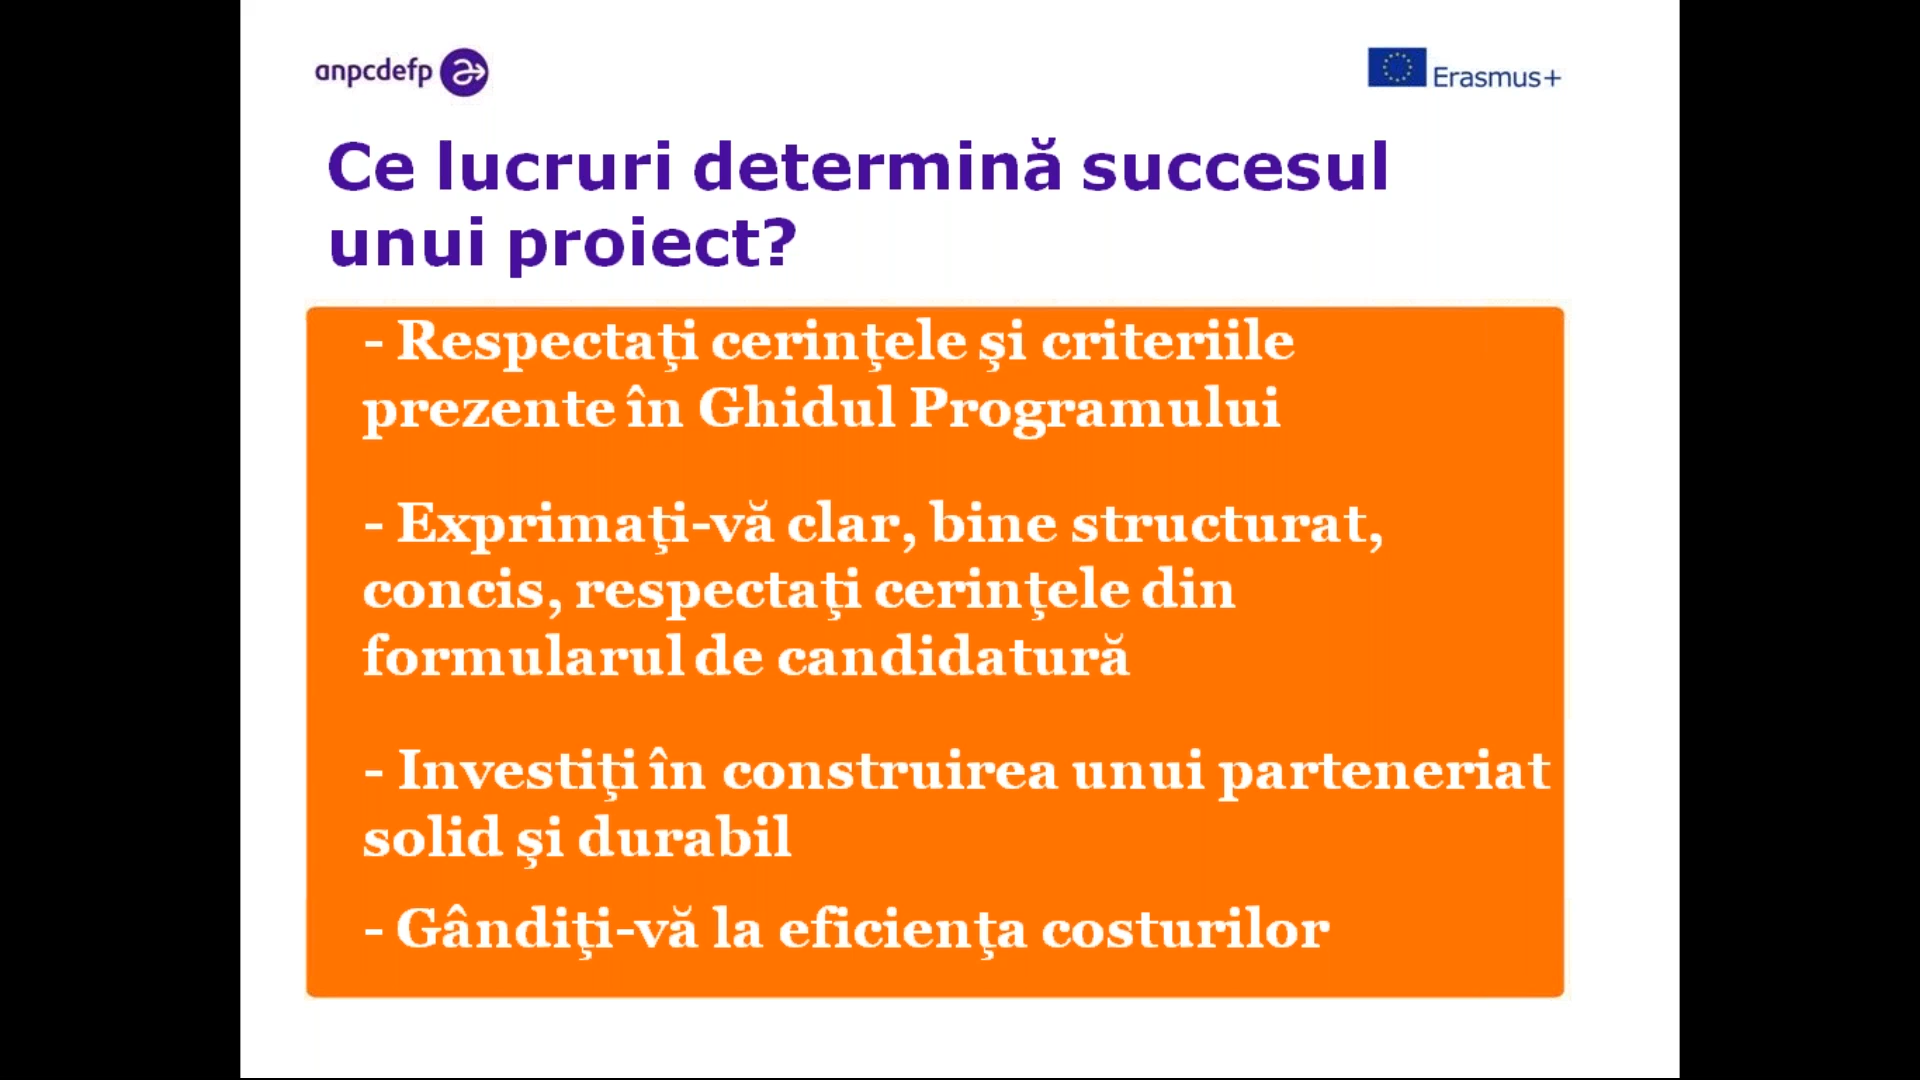 anpcdefp
Erasmus+
Ce lucruri determină succesul
unui proiect?
- Respectaţi cerinţele şi criteriile
prezente în Ghidul Programului
- Exprimaţi-vă clar, bine structurat,
concis, respectaţi cerinţele din
formularul de candidatură
- Investiţi în construirea unui parteneriat
solid şi durabil
- Gândiţi-vă la eficienţa costurilor